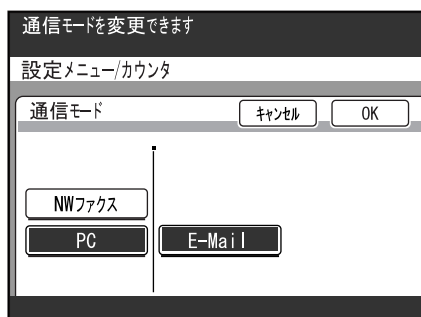 通信モードを変更できます
設定メニュー/カウンタ
通信モード
キャンセル
OK
NWファクス
PC
E-Mail